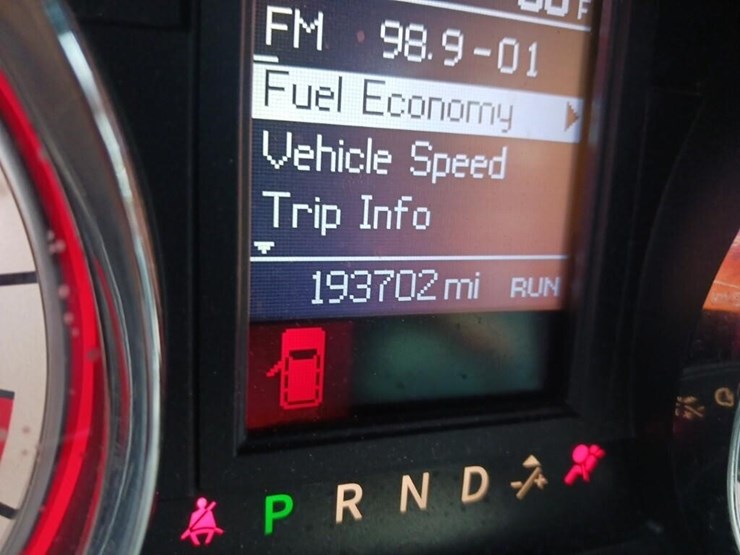 FM 98.9-01
Fuel Economy
Vehicle Speed
Trip Info
193702 mi RUN
P R N D